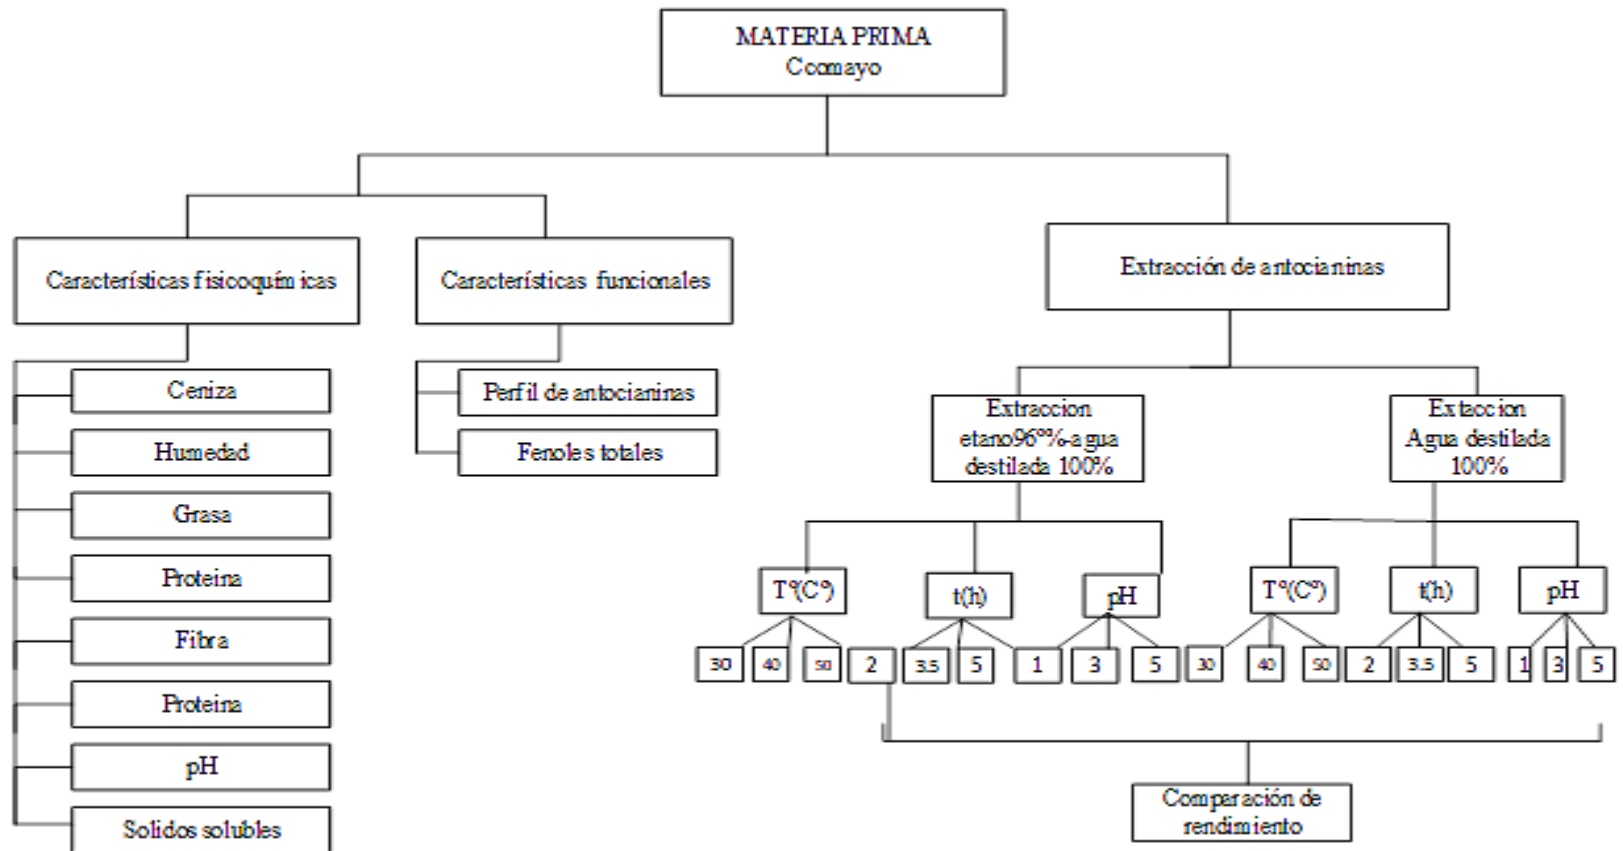 MATERIA PRIMA
Ccomayo
Características fisicoquímicas
Características funcionales
Extracción de antocianinas
Ceniza
Humedad
Grasa
Proteina
Fibra
Proteina
pH
Solidos solubles
Perfil de antocianinas
Fenoles totales
Extraccion
etano96°%-agua
destilada 100%
Extaccion
Agua destilada
100%
T°(C°)
t(h)
pH
T°(C°)
t(h)
pH
30
40
50
2
3.5
5
1
3
5
30
40
50
2
3.5
5
1
3
5
Comparación de
rendimiento